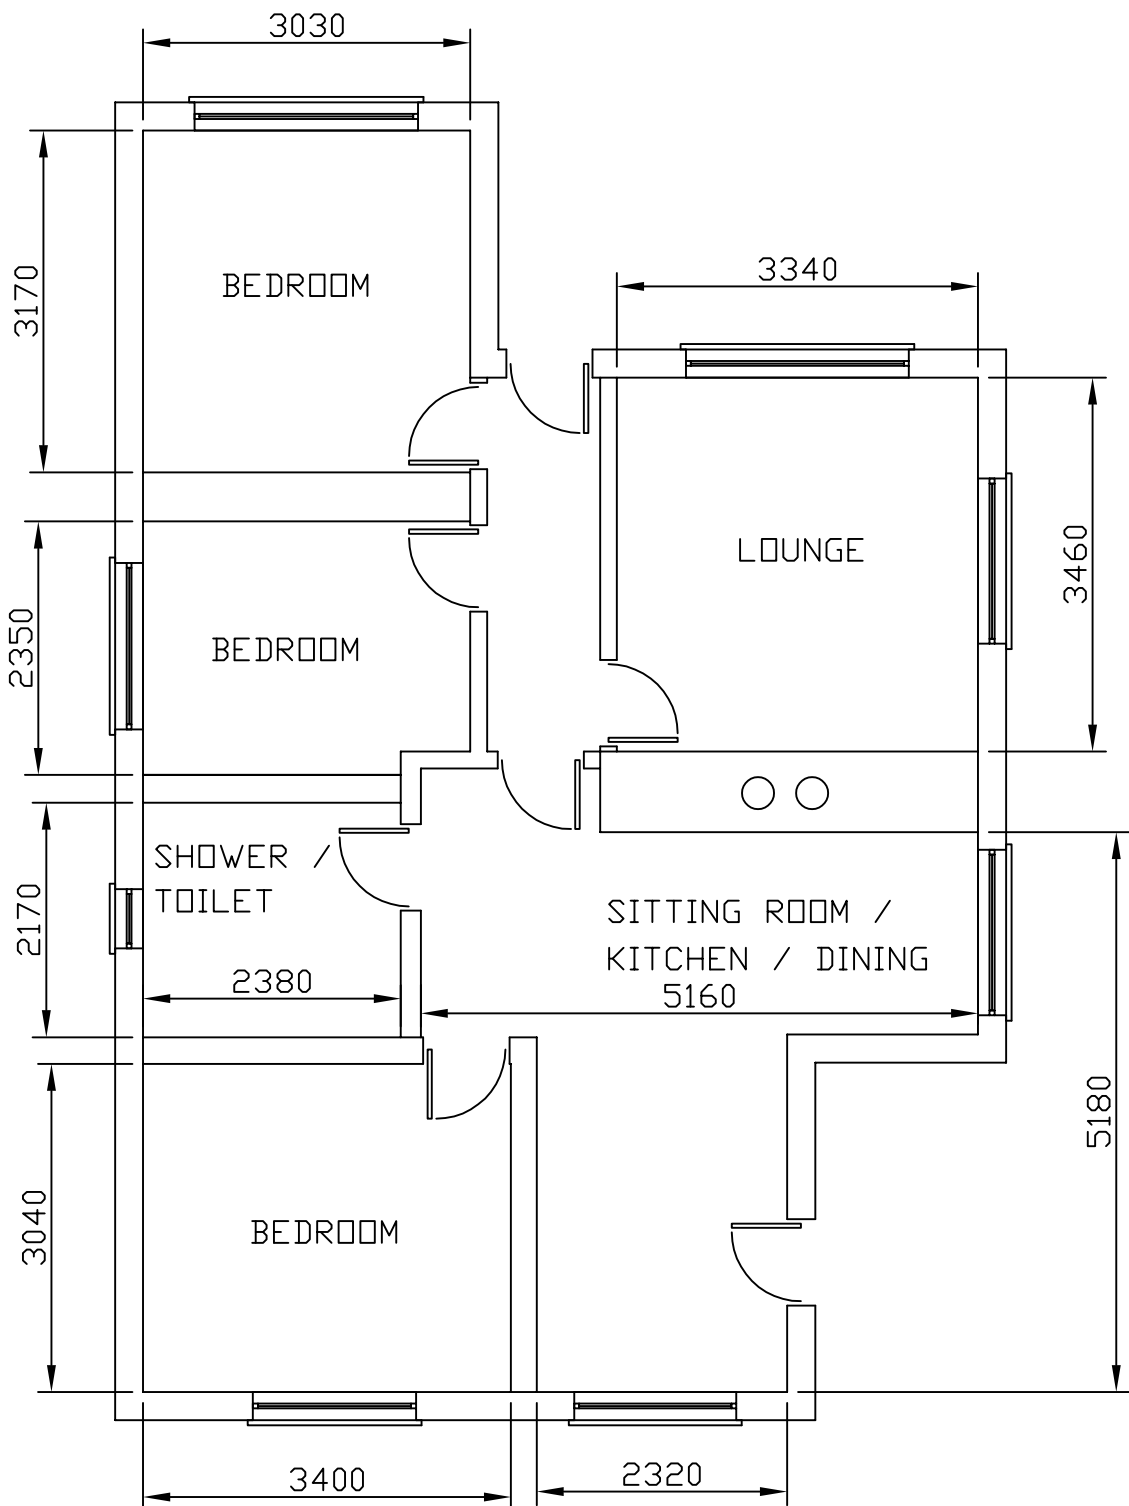 3030
3340
3170
BEDROOM
LOUNGE
3460
2350
BEDROOM
SHOWER /
TOILET
2170
2380
SITTING ROOM /
KITCHEN / DINING
5160
5180
3040
BEDROOM
3400
2320